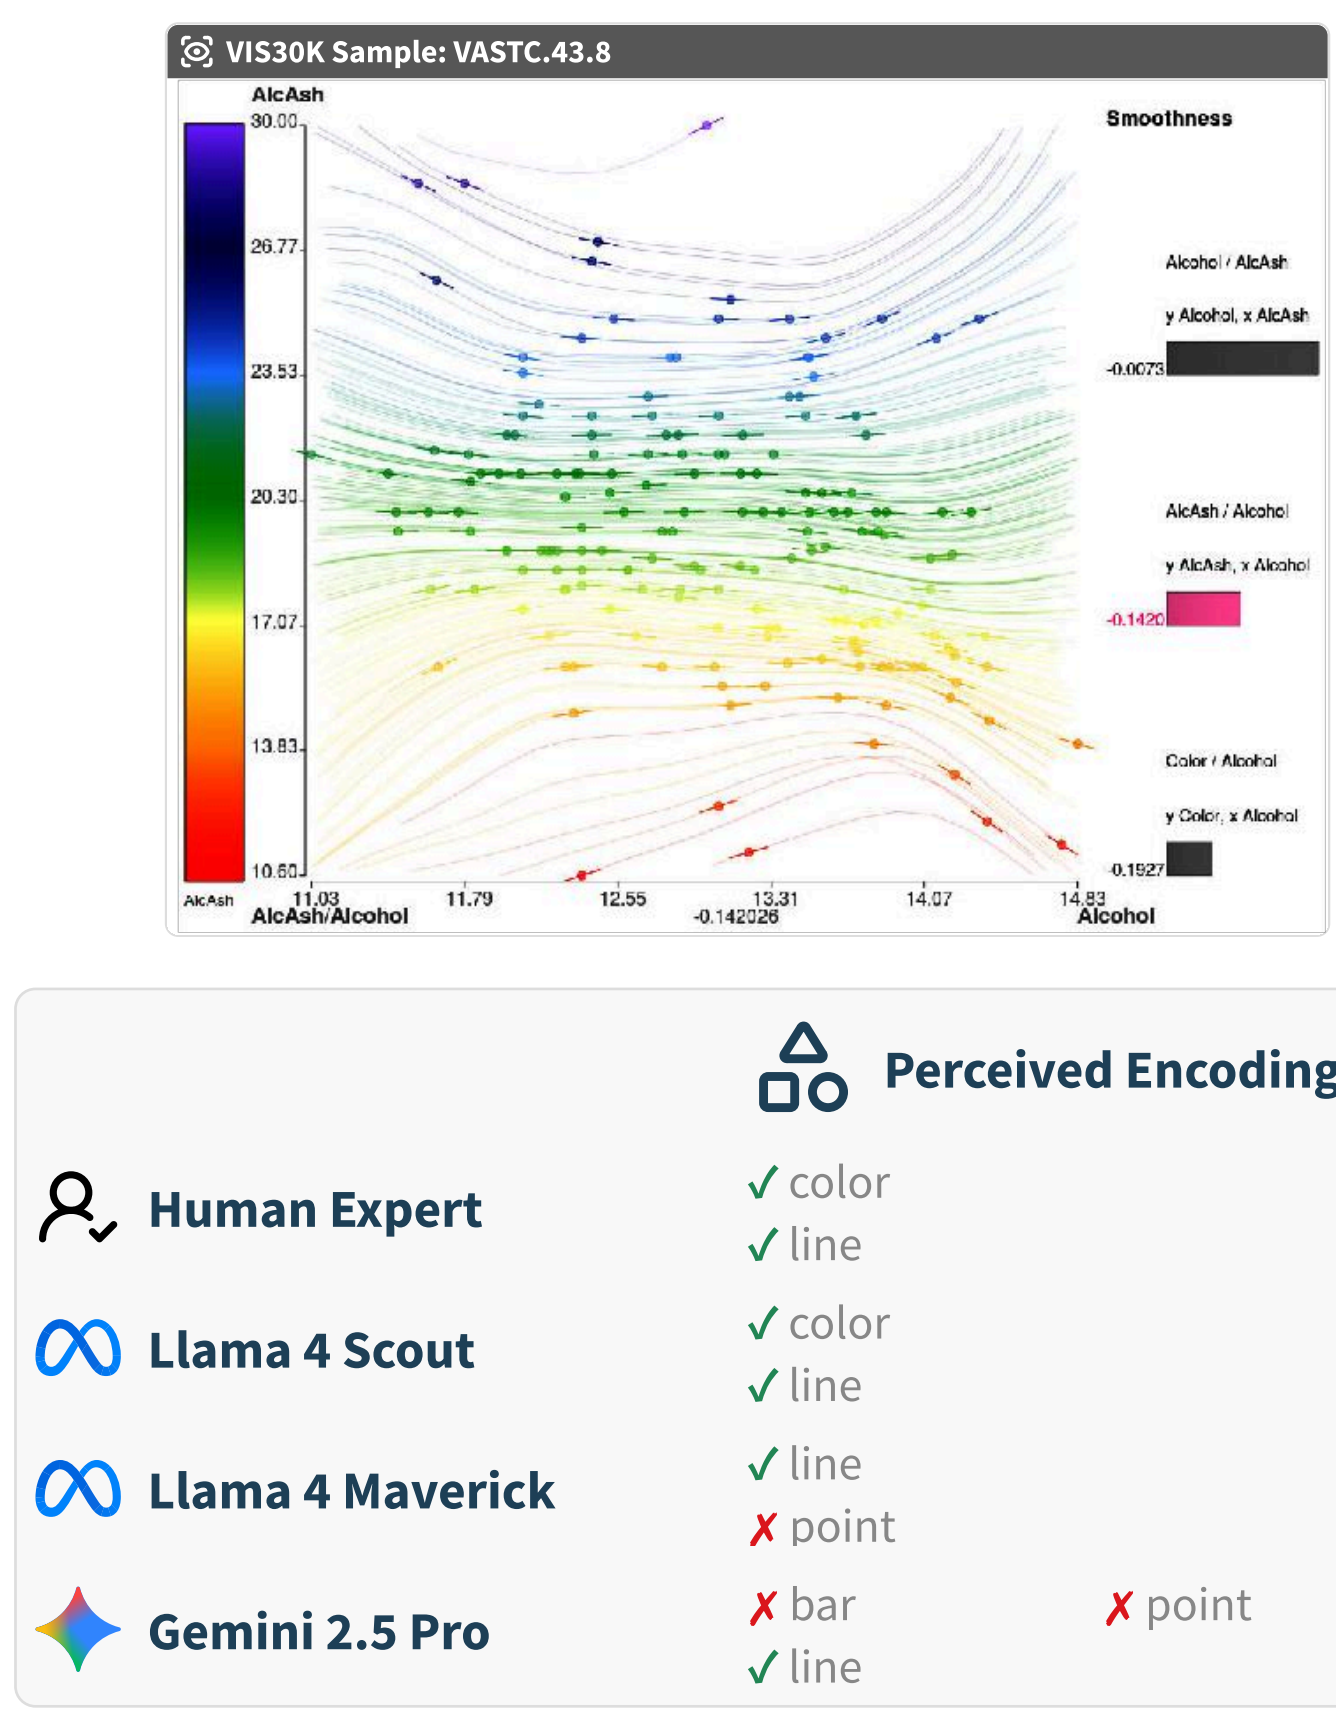 VIS30K Sample: VASTC.43.8
AlcAsh
30.00
26.77
23.53
20.30
17.07
13.83
10.60
AlcAsh
11.03 11.79 12.55 13.31 14.07 14.83
AlcAsh/Alcohol -0.142026 Alcohol
Smoothness
Alcohol / AlcAsh
y Alcohol, x AlcAsh
-0.0073
AlcAsh / Alcohol
y AlcAsh, x Alcohol
-0.1420
Color / Alcohol
y Color, x Alcohol
-0.1927
Perceived Encoding
Human Expert
✓ color
✓ line
Llama 4 Scout
✓ color
✓ line
Llama 4 Maverick
✓ line
✗ point
Gemini 2.5 Pro
✗ bar ✗ point
✓ line